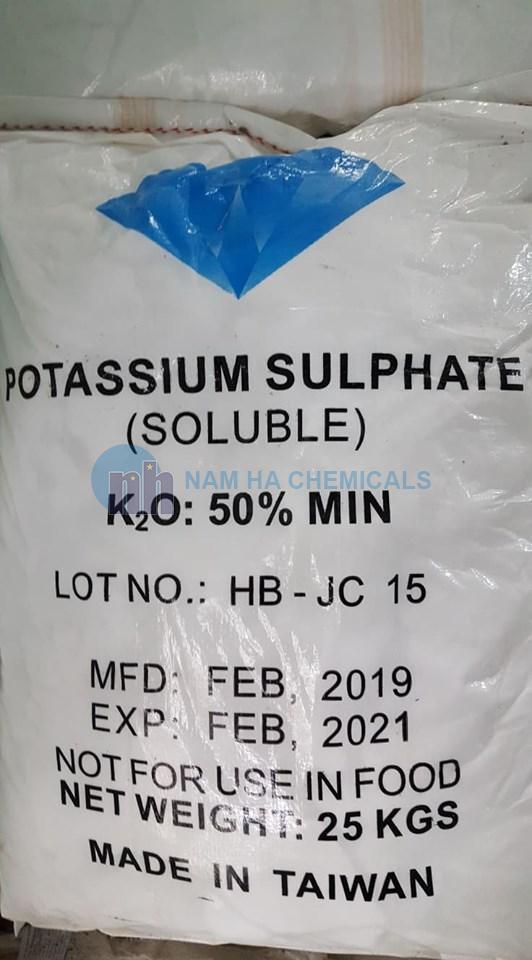 POTASSIUM SULPHATE
(SOLUBLE)
nh NAM HA CHEMICALS
K₂O: 50% MIN
LOT NO.: HB - JC 15
MFD: FEB, 2019
EXP: FEB, 2021
NOT FOR USE IN FOOD
NET WEIGHT: 25 KGS
MADE IN TAIWAN